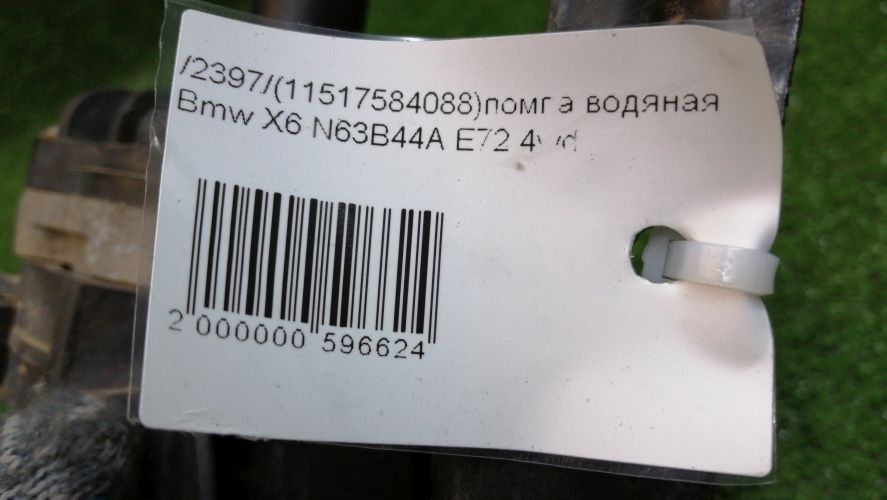 /2397/(11517584088)помпа водяная
Bmw X6 N63B44A E72 4wd
2 000000 596624